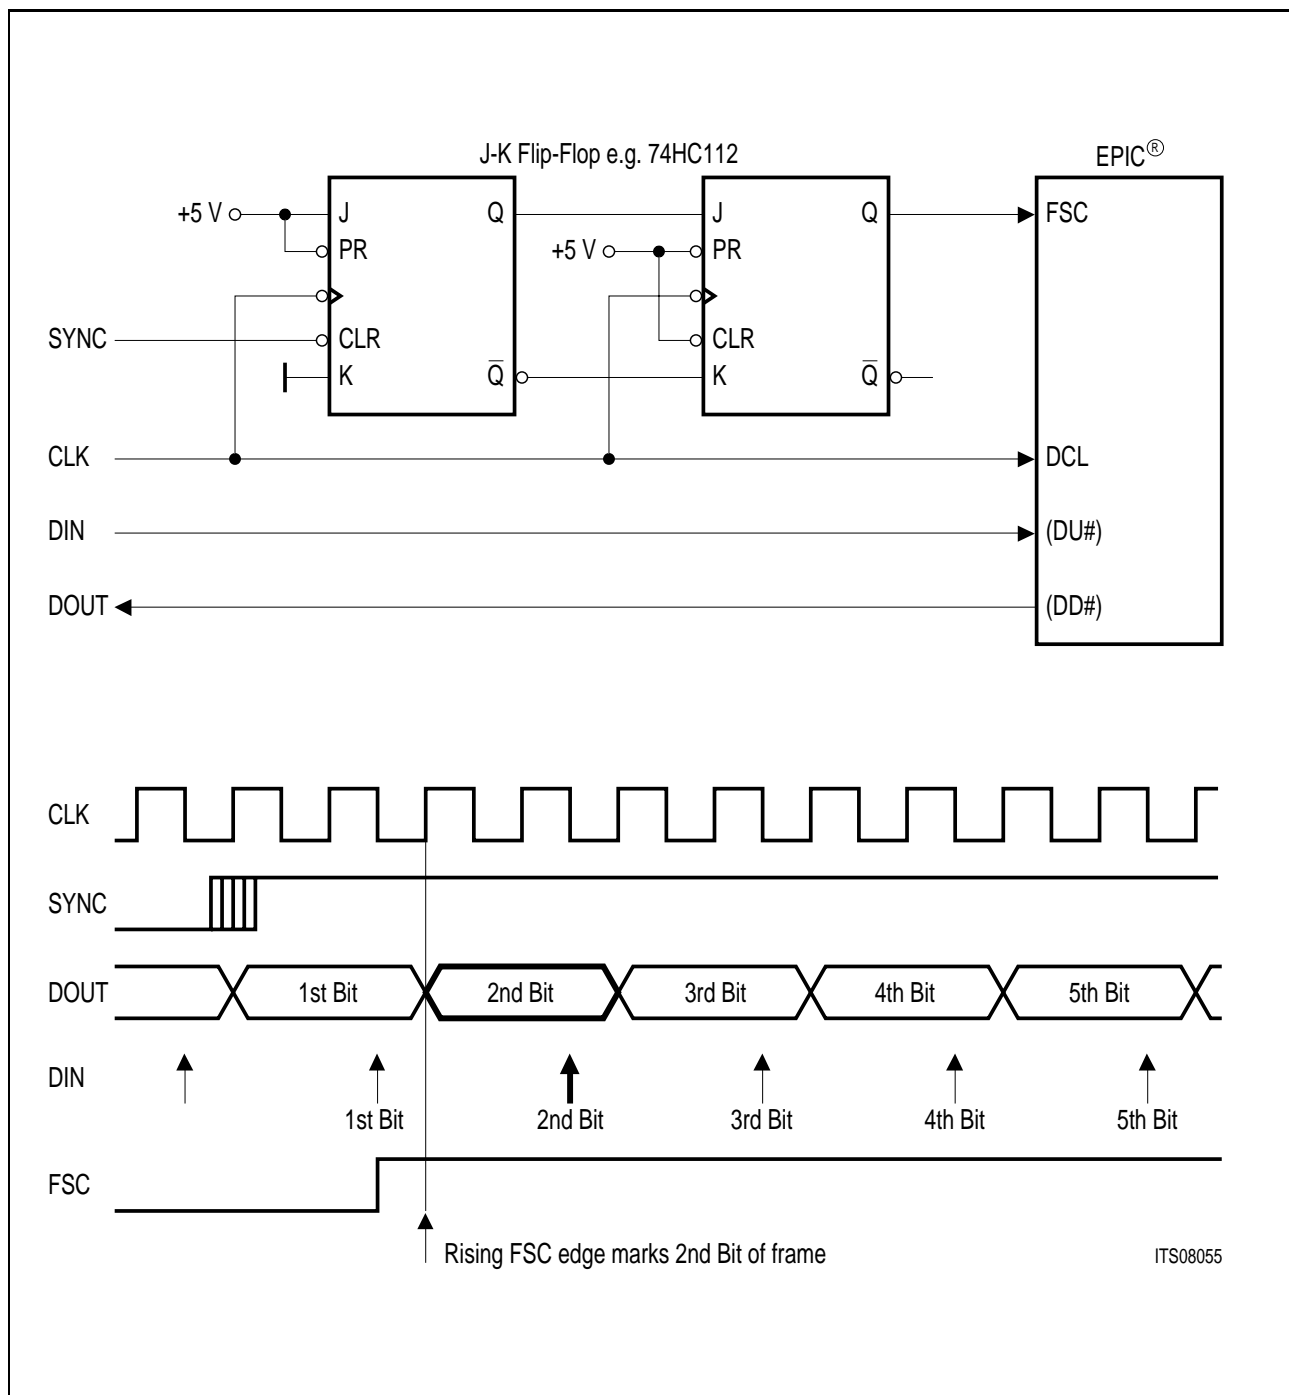 J-K Flip-Flop e.g. 74HC112
EPIC®
+5 V
J
Q
J
Q
FSC
PR
+5 V
PR
SYNC
CLR
CLR
K
Q̅
K
Q̅
CLK
DCL
DIN
(DU#)
DOUT
(DD#)
CLK
SYNC
DOUT
1st Bit
2nd Bit
3rd Bit
4th Bit
5th Bit
DIN
1st Bit
2nd Bit
3rd Bit
4th Bit
5th Bit
FSC
Rising FSC edge marks 2nd Bit of frame
ITS08055